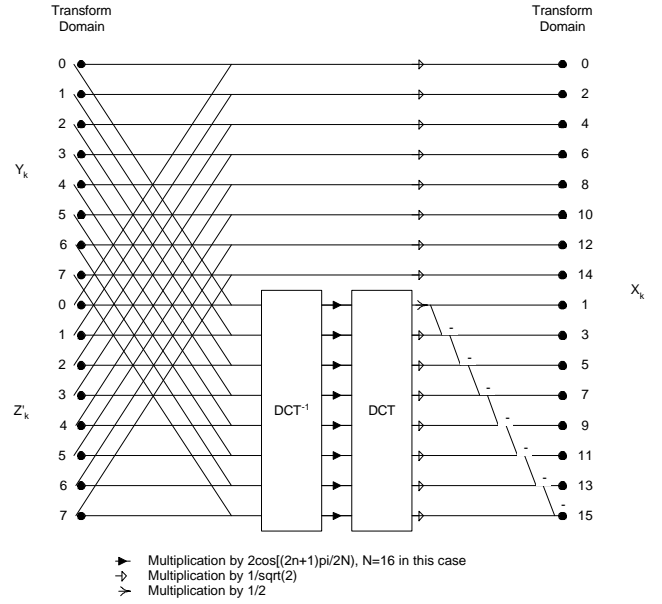 Transform Domain
Transform Domain
0 0
1 2
2 4
3 6
Y_k
4 8
5 10
6 12
7 14
X_k
0 1
1 3
2 5
3 7
DCT⁻¹ DCT
Z'_k
4 9
5 11
6 13
7 15
- - - - - - -
Multiplication by 2cos[(2n+1)pi/2N), N=16 in this case
Multiplication by 1/sqrt(2)
Multiplication by 1/2